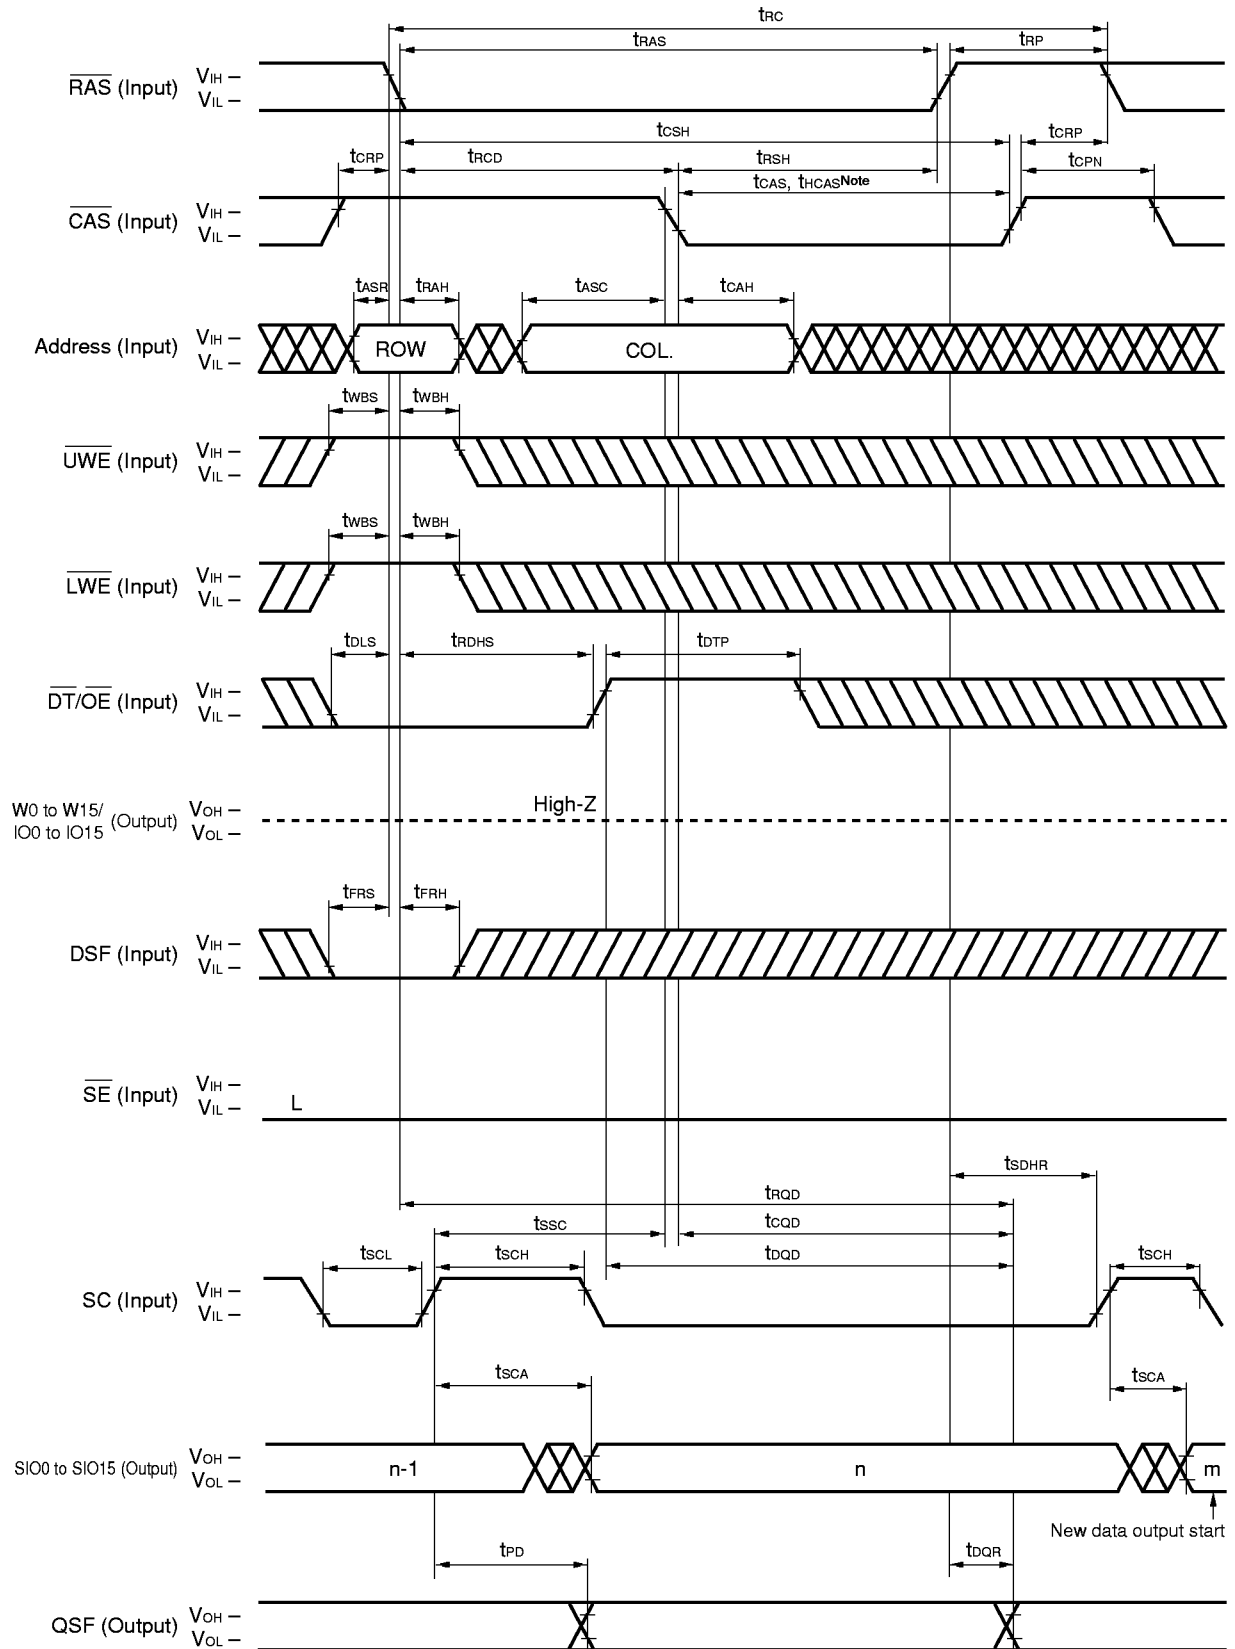 tRC
tRAS tRP
RAS (Input) VIH –
VIL –
tCSH tCRP
tCRP tRCD tRSH tCPN
tCAS, tHCAS Note
CAS (Input) VIH –
VIL –
tASR tRAH tASC tCAH
Address (Input) VIH –
VIL –
ROW COL.
tWBS tWBH
UWE (Input) VIH –
VIL –
tWBS tWBH
LWE (Input) VIH –
VIL –
tDLS tRDHS tDTP
DT/OE (Input) VIH –
VIL –
High-Z
W0 to W15/
IO0 to IO15 (Output) VOH –
VOL –
tFRS tFRH
DSF (Input) VIH –
VIL –
SE (Input) VIH –
VIL –
L
tSDHR
tRQD
tSSC tCQD
tSCL tSCH tDQD tSCH
SC (Input) VIH –
VIL –
tSCA tSCA
SIO0 to SIO15 (Output) VOH –
VOL –
n-1 n m
New data output start
tPD tDQR
QSF (Output) VOH –
VOL –